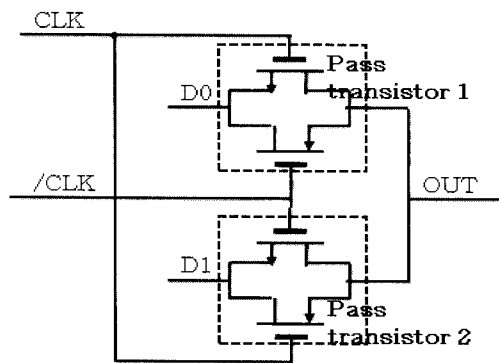 CLK
Pass
transistor 1
D0
/CLK
OUT
D1
Pass
transistor 2